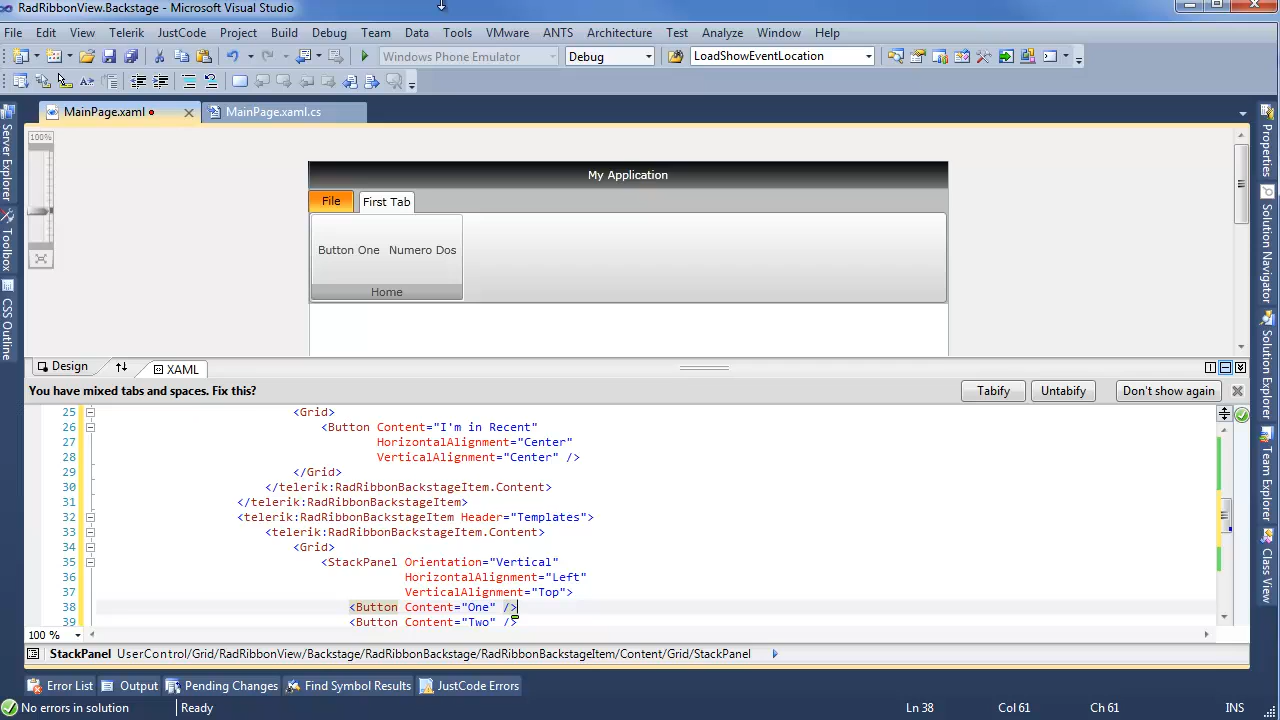 RadRibbonView.Backstage - Microsoft Visual Studio
File Edit View Telerik JustCode Project Build Debug Team Data Tools VMware ANTS Architecture Test Analyze Window Help
Windows Phone Emulator Debug LoadShowEventLocation
MainPage.xaml MainPage.xaml.cs
Server Explorer
Toolbox
CSS Outline
100%
My Application
File First Tab
Button One Numero Dos
Home
Properties
Solution Navigator
Solution Explorer
Team Explorer
Class View
Design XAML
You have mixed tabs and spaces. Fix this? Tabify Untabify Don't show again
25 <Grid>
26 <Button Content="I'm in Recent"
27 HorizontalAlignment="Center"
28 VerticalAlignment="Center" />
29 </Grid>
30 </telerik:RadRibbonBackstageItem.Content>
31 </telerik:RadRibbonBackstageItem>
32 <telerik:RadRibbonBackstageItem Header="Templates">
33 <telerik:RadRibbonBackstageItem.Content>
34 <Grid>
35 <StackPanel Orientation="Vertical"
36 HorizontalAlignment="Left"
37 VerticalAlignment="Top">
38 <Button Content="One" />
39 <Button Content="Two" />
100 %
StackPanel UserControl/Grid/RadRibbonView/Backstage/RadRibbonBackstage/RadRibbonBackstageItem/Content/Grid/StackPanel
Error List Output Pending Changes Find Symbol Results JustCode Errors
No errors in solution Ready Ln 38 Col 61 Ch 61 INS